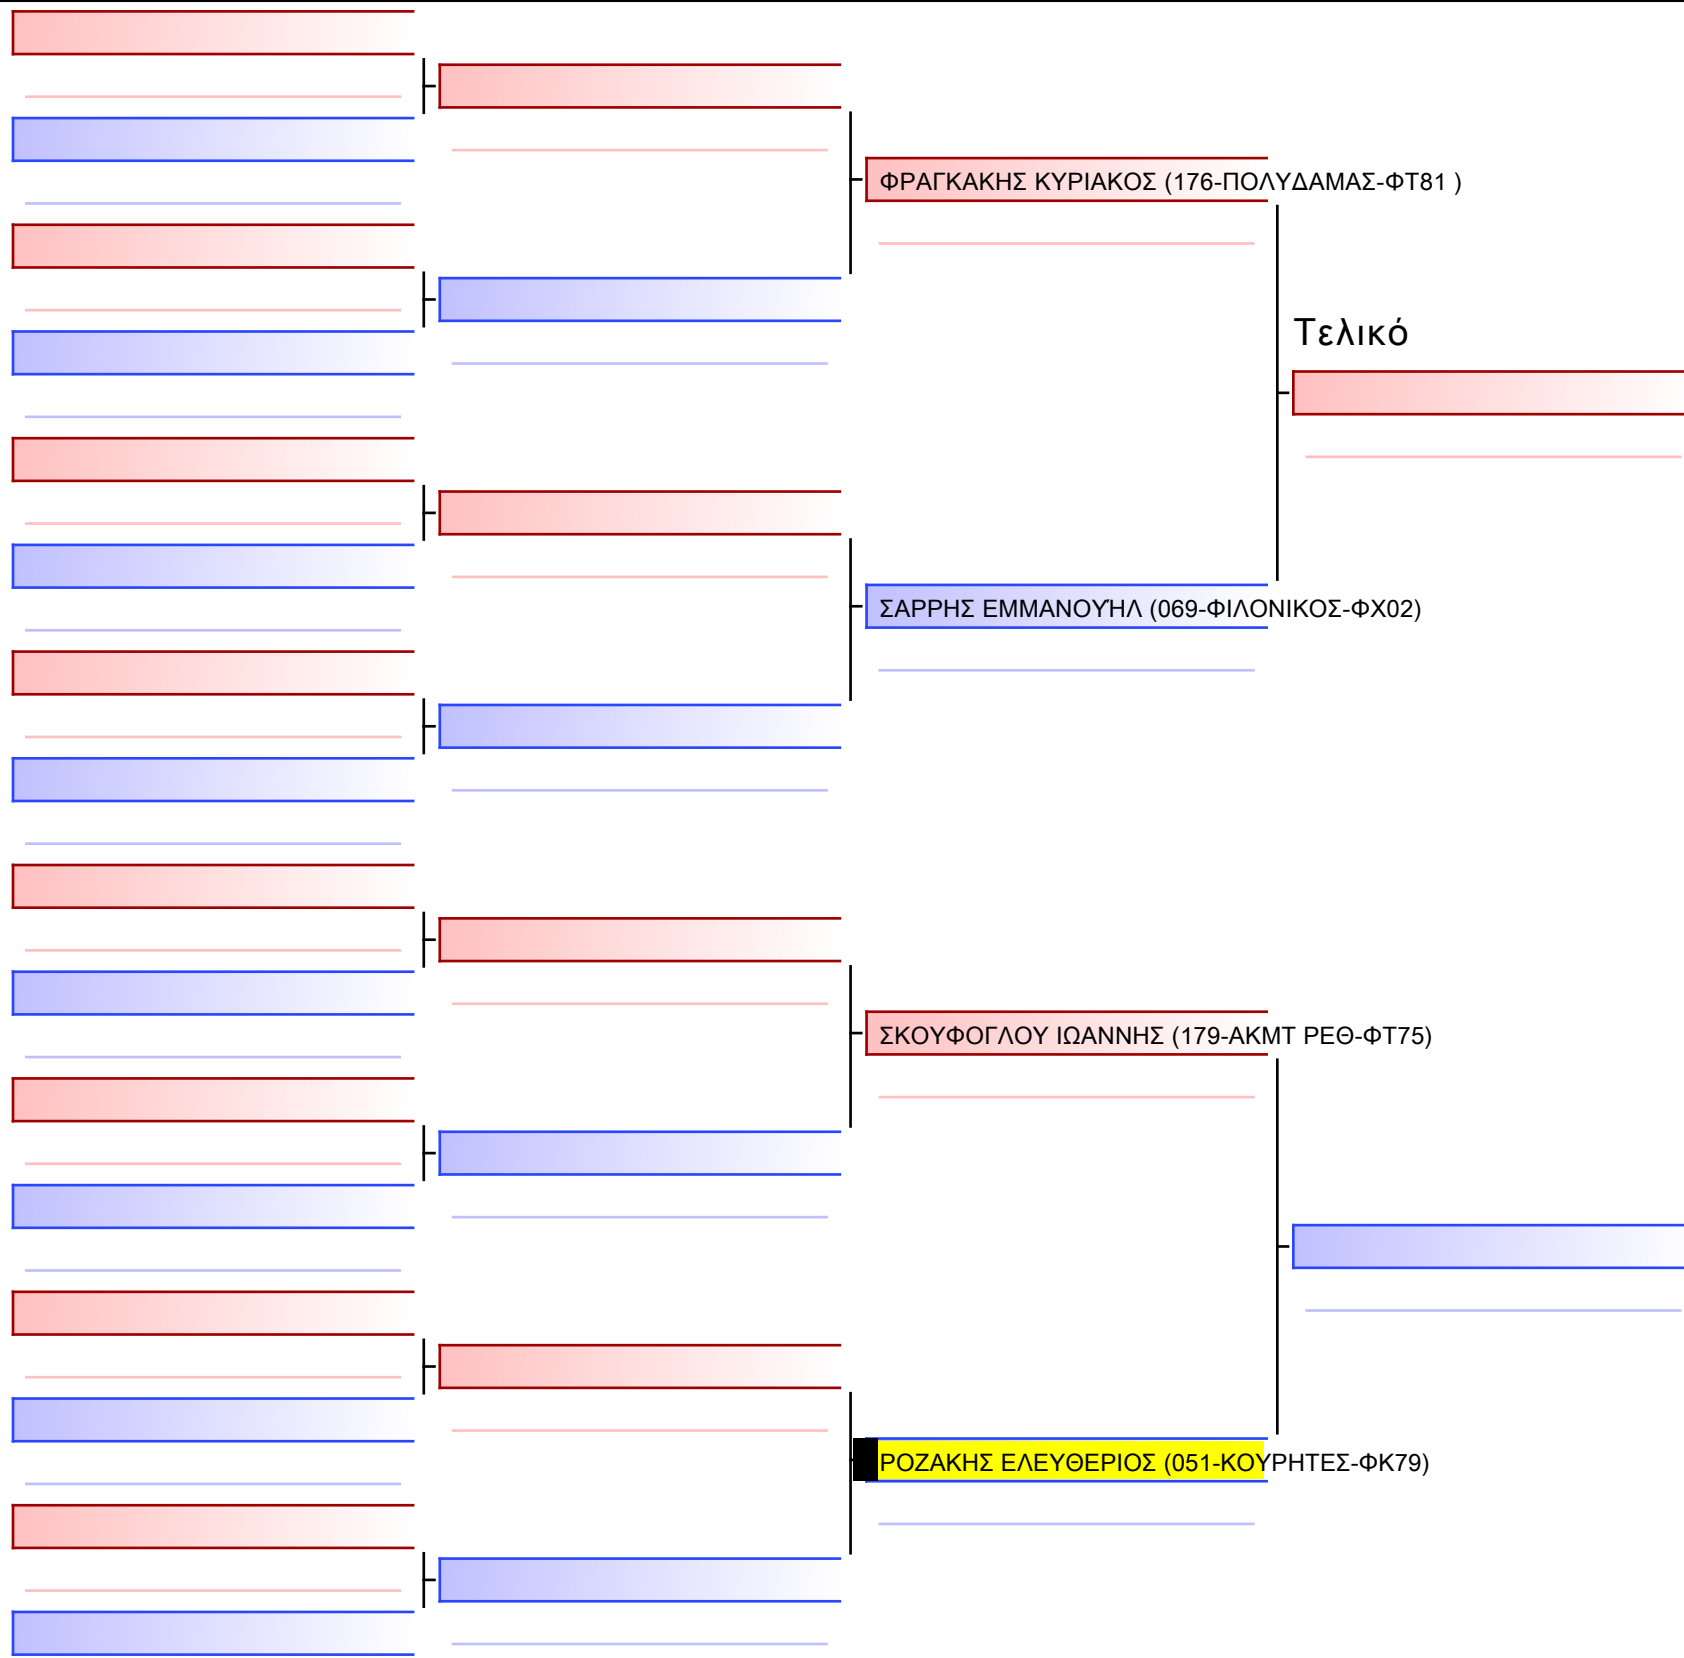 ΦΡΑΓΚΑΚΗΣ ΚΥΡΙΑΚΟΣ (176-ΠΟΛΥΔΑΜΑΣ-ΦΤ81 )
Τελικό
ΣΑΡΡΗΣ ΕΜΜΑΝΟΥΉΛ (069-ΦΙΛΟΝΙΚΟΣ-ΦΧ02)
ΣΚΟΥΦΟΓΛΟΥ ΙΩΑΝΝΗΣ (179-ΑΚΜΤ ΡΕΘ-ΦΤ75)
ΡΟΖΑΚΗΣ ΕΛΕΥΘΕΡΙΟΣ (051-ΚΟΥΡΗΤΕΣ-ΦΚ79)